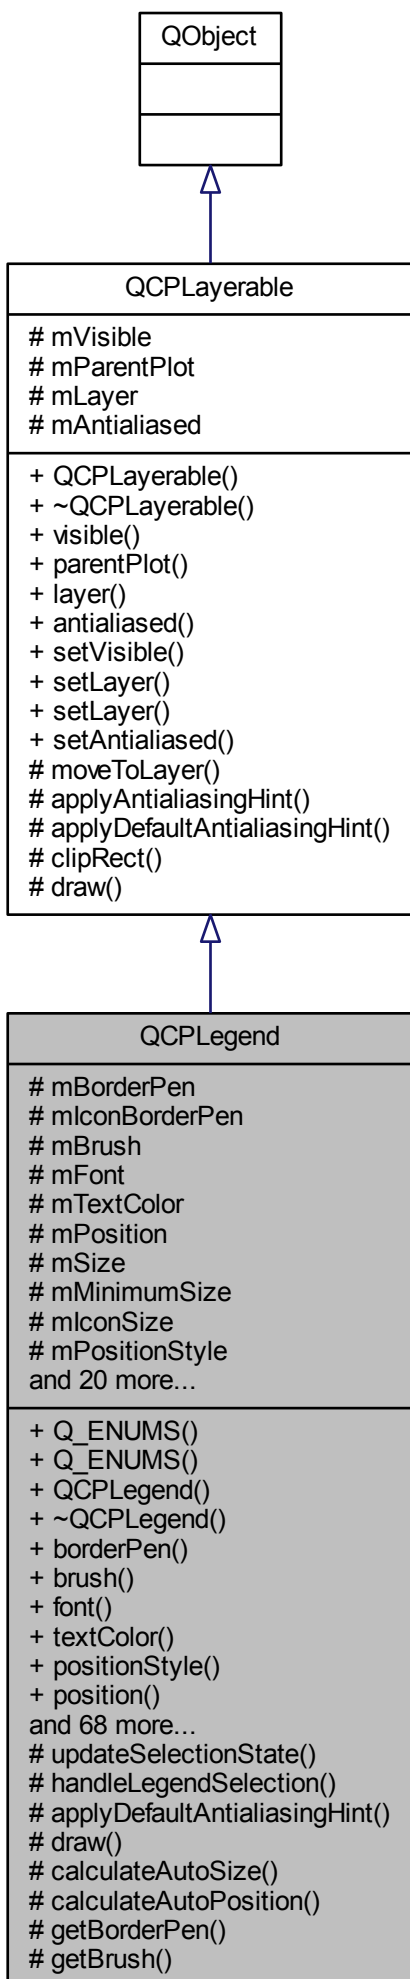 QObject
QCPLayerable
# mVisible
# mParentPlot
# mLayer
# mAntialiased
+ QCPLayerable()
+ ~QCPLayerable()
+ visible()
+ parentPlot()
+ layer()
+ antialiased()
+ setVisible()
+ setLayer()
+ setLayer()
+ setAntialiased()
# moveToLayer()
# applyAntialiasingHint()
# applyDefaultAntialiasingHint()
# clipRect()
# draw()
QCPLegend
# mBorderPen
# mIconBorderPen
# mBrush
# mFont
# mTextColor
# mPosition
# mSize
# mMinimumSize
# mIconSize
# mPositionStyle
and 20 more...
+ Q_ENUMS()
+ Q_ENUMS()
+ QCPLegend()
+ ~QCPLegend()
+ borderPen()
+ brush()
+ font()
+ textColor()
+ positionStyle()
+ position()
and 68 more...
# updateSelectionState()
# handleLegendSelection()
# applyDefaultAntialiasingHint()
# draw()
# calculateAutoSize()
# calculateAutoPosition()
# getBorderPen()
# getBrush()